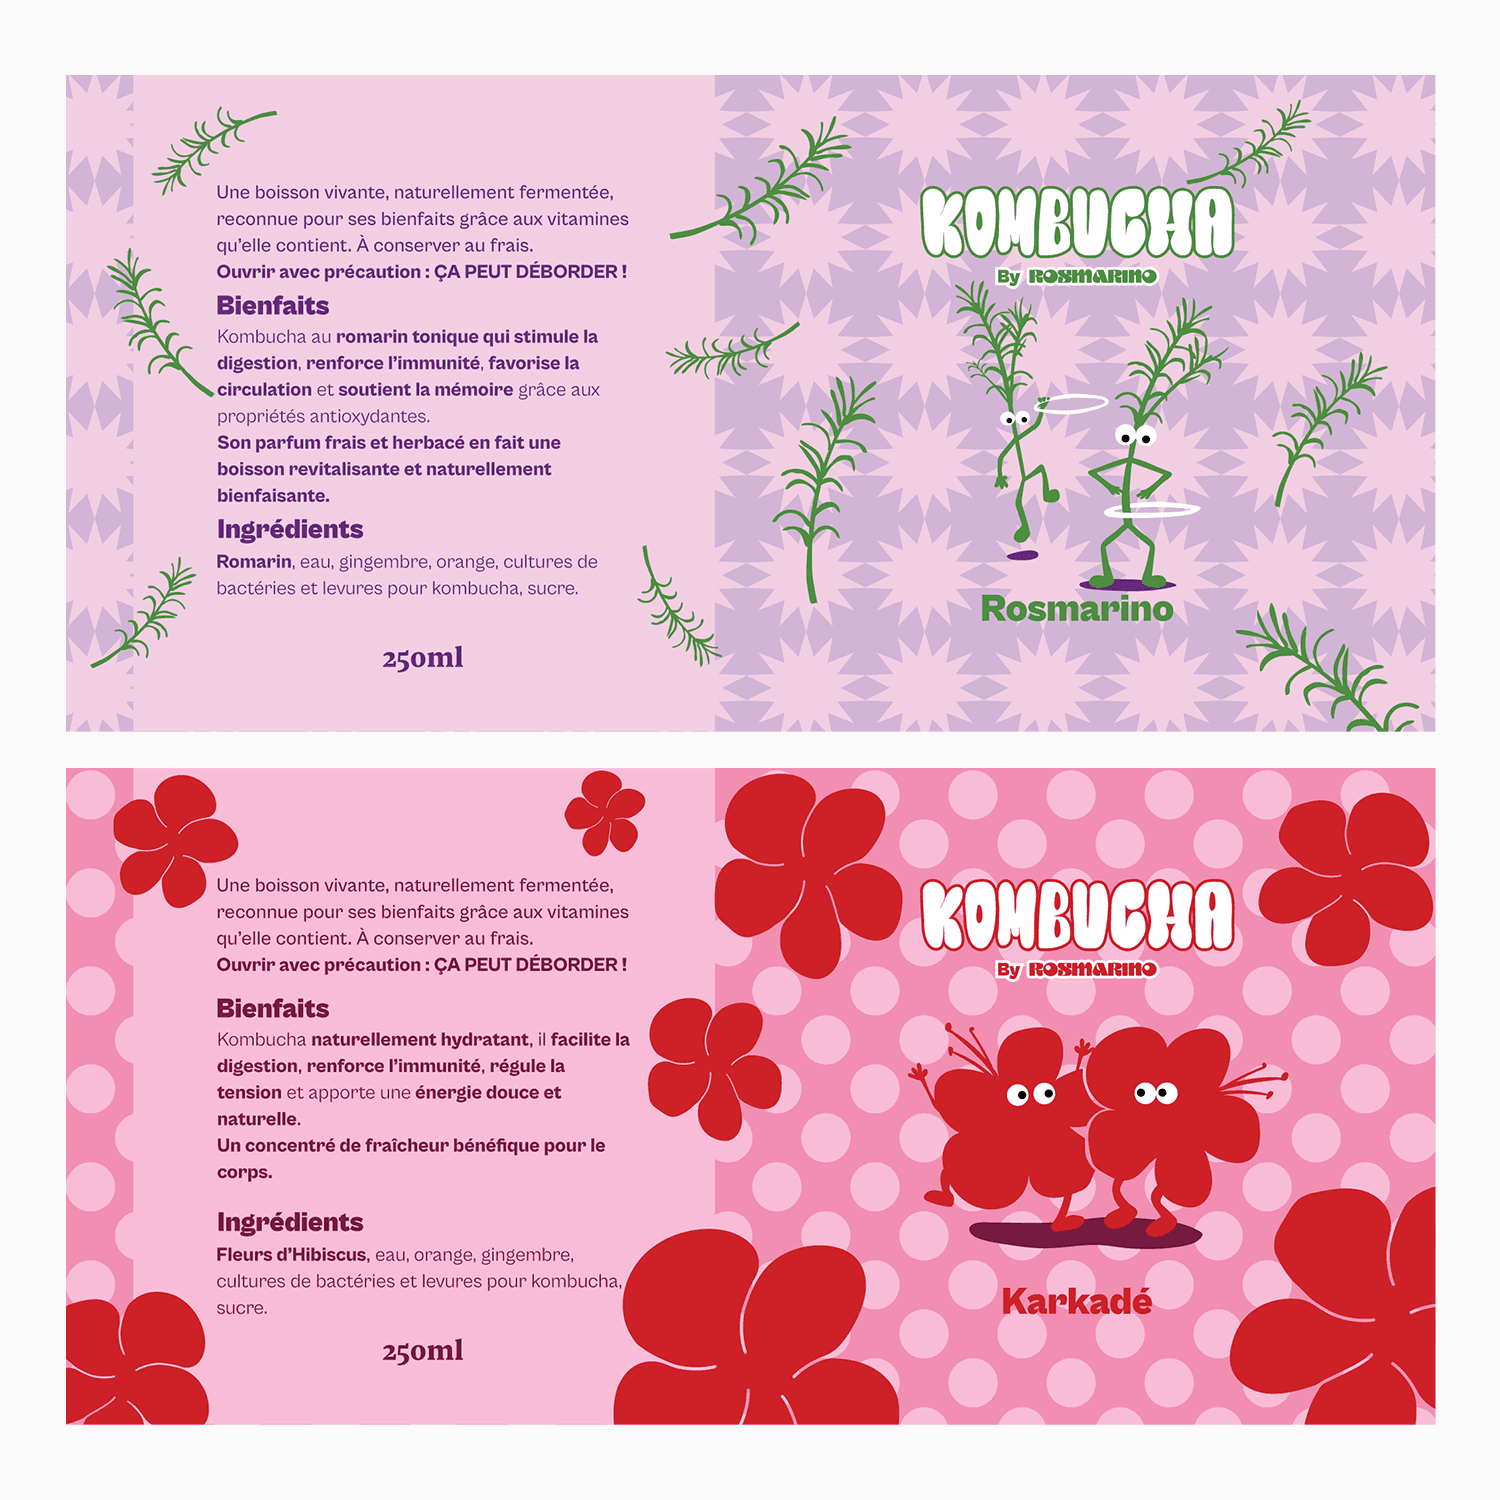 Une boisson vivante, naturellement fermentée,
reconnue pour ses bienfaits grâce aux vitamines
qu'elle contient. À conserver au frais.
Ouvrir avec précaution : ÇA PEUT DÉBORDER !
Bienfaits
Kombucha au romarin tonique qui stimule la
digestion, renforce l'immunité, favorise la
circulation et soutient la mémoire grâce aux
propriétés antioxydantes.
Son parfum frais et herbacé en fait une
boisson revitalisante et naturellement
bienfaisante.
Ingrédients
Romarin, eau, gingembre, orange, cultures de
bactéries et levures pour kombucha, sucre.
250ml
KOMBUCHA
By ROSMARINO
Rosmarino
Une boisson vivante, naturellement fermentée,
reconnue pour ses bienfaits grâce aux vitamines
qu'elle contient. À conserver au frais.
Ouvrir avec précaution : ÇA PEUT DÉBORDER !
Bienfaits
Kombucha naturellement hydratant, il facilite la
digestion, renforce l'immunité, régule la
tension et apporte une énergie douce et
naturelle.
Un concentré de fraîcheur bénéfique pour le
corps.
Ingrédients
Fleurs d'Hibiscus, eau, orange, gingembre,
cultures de bactéries et levures pour kombucha,
sucre.
250ml
KOMBUCHA
By ROSMARINO
Karkadé